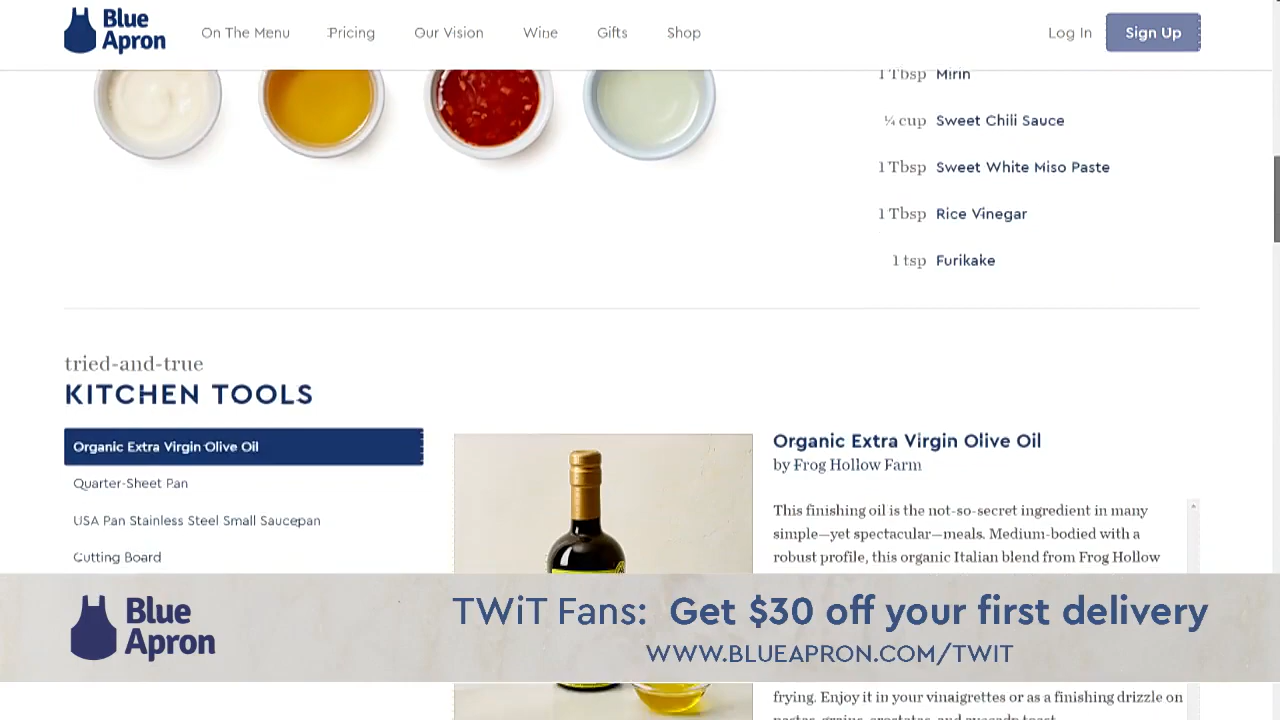 Blue
Apron
On The Menu
Pricing
Our Vision
Wine
Gifts
Shop
Log In
Sign Up
1 Tbsp Mirin
¼ cup Sweet Chili Sauce
1 Tbsp Sweet White Miso Paste
1 Tbsp Rice Vinegar
1 tsp Furikake
tried-and-true
KITCHEN TOOLS
Organic Extra Virgin Olive Oil
Quarter-Sheet Pan
USA Pan Stainless Steel Small Saucepan
Cutting Board
Organic Extra Virgin Olive Oil
by Frog Hollow Farm
This finishing oil is the not-so-secret ingredient in many
simple—yet spectacular—meals. Medium-bodied with a
robust profile, this organic Italian blend from Frog Hollow
Blue
Apron
TWiT Fans: Get $30 off your first delivery
WWW.BLUEAPRON.COM/TWIT
frying. Enjoy it in your vinaigrettes or as a finishing drizzle on